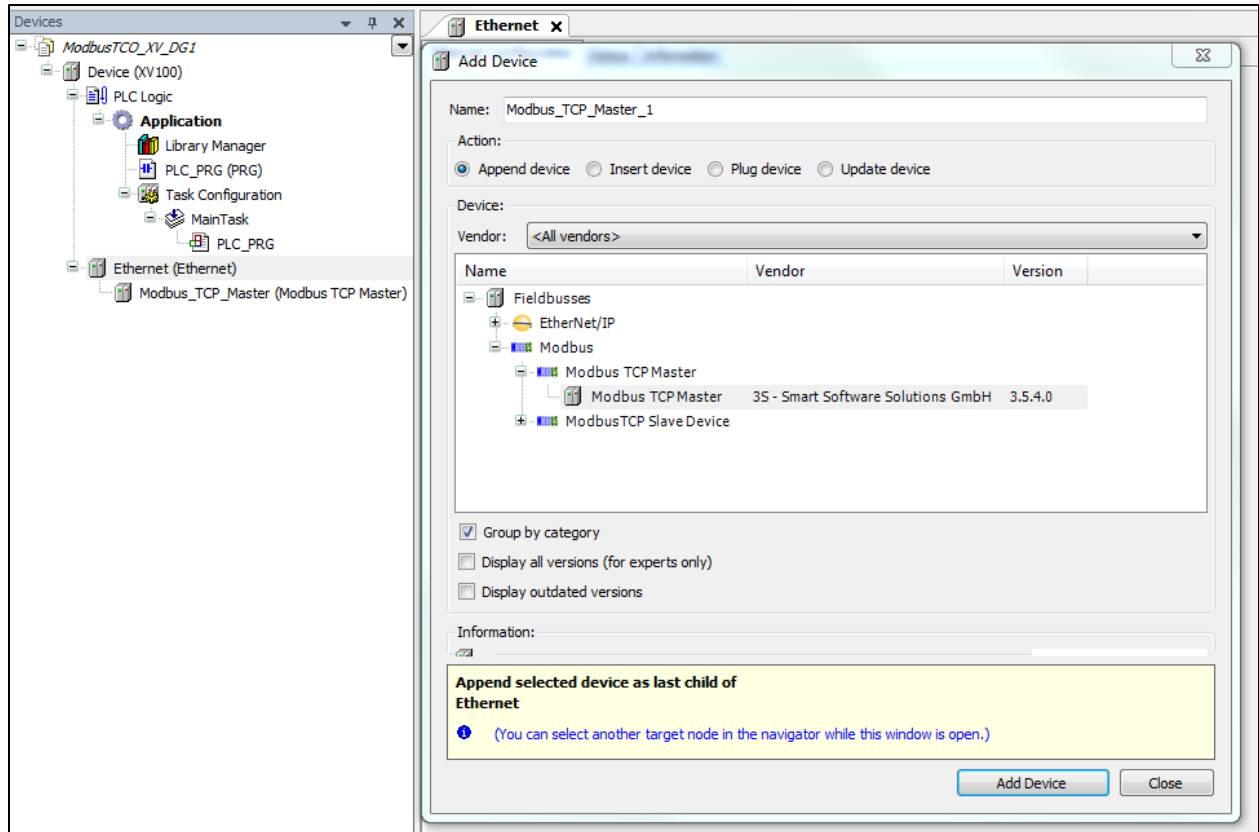 Devices
ModbusTCO_XV_DG1
Device (XV100)
PLC Logic
Application
Library Manager
PLC_PRG (PRG)
Task Configuration
MainTask
PLC_PRG
Ethernet (Ethernet)
Modbus_TCP_Master (Modbus TCP Master)
Ethernet
Add Device
Name: Modbus_TCP_Master_1
Action:
Append device Insert device Plug device Update device
Device:
Vendor: <All vendors>
Name Vendor Version
Fieldbusses
EtherNet/IP
Modbus
Modbus TCP Master
Modbus TCP Master 3S - Smart Software Solutions GmbH 3.5.4.0
ModbusTCP Slave Device
Group by category
Display all versions (for experts only)
Display outdated versions
Information:
Append selected device as last child of
Ethernet
(You can select another target node in the navigator while this window is open.)
Add Device Close